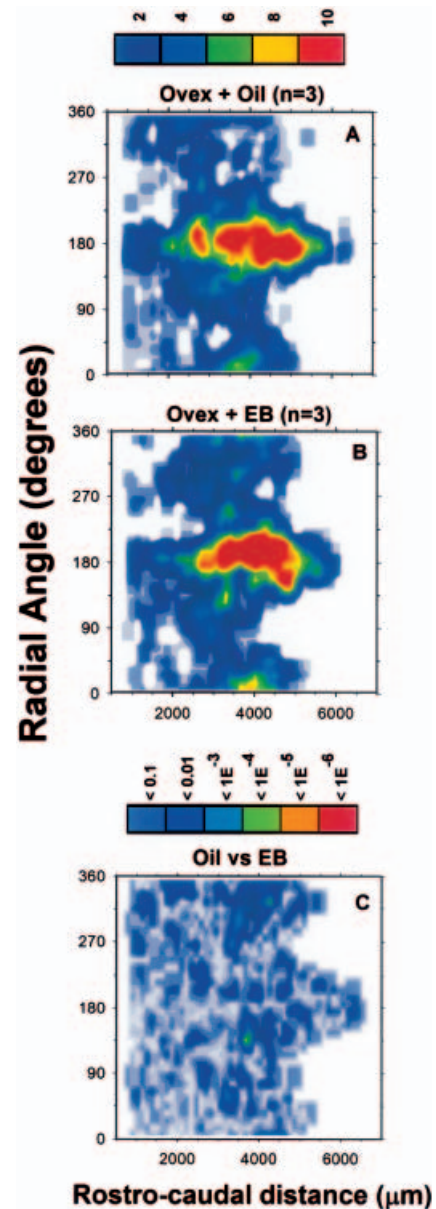 2 4 6 8 10
Ovex + Oil (n=3)
A
360
270
180
90
0
Ovex + EB (n=3)
B
360
270
180
90
0
2000 4000 6000
Radial Angle (degrees)
< 0.1 < 0.01 < 1E-3 < 1E-4 < 1E-5 < 1E-6
Oil vs EB
C
360
270
180
90
0
2000 4000 6000
Rostro-caudal distance (µm)